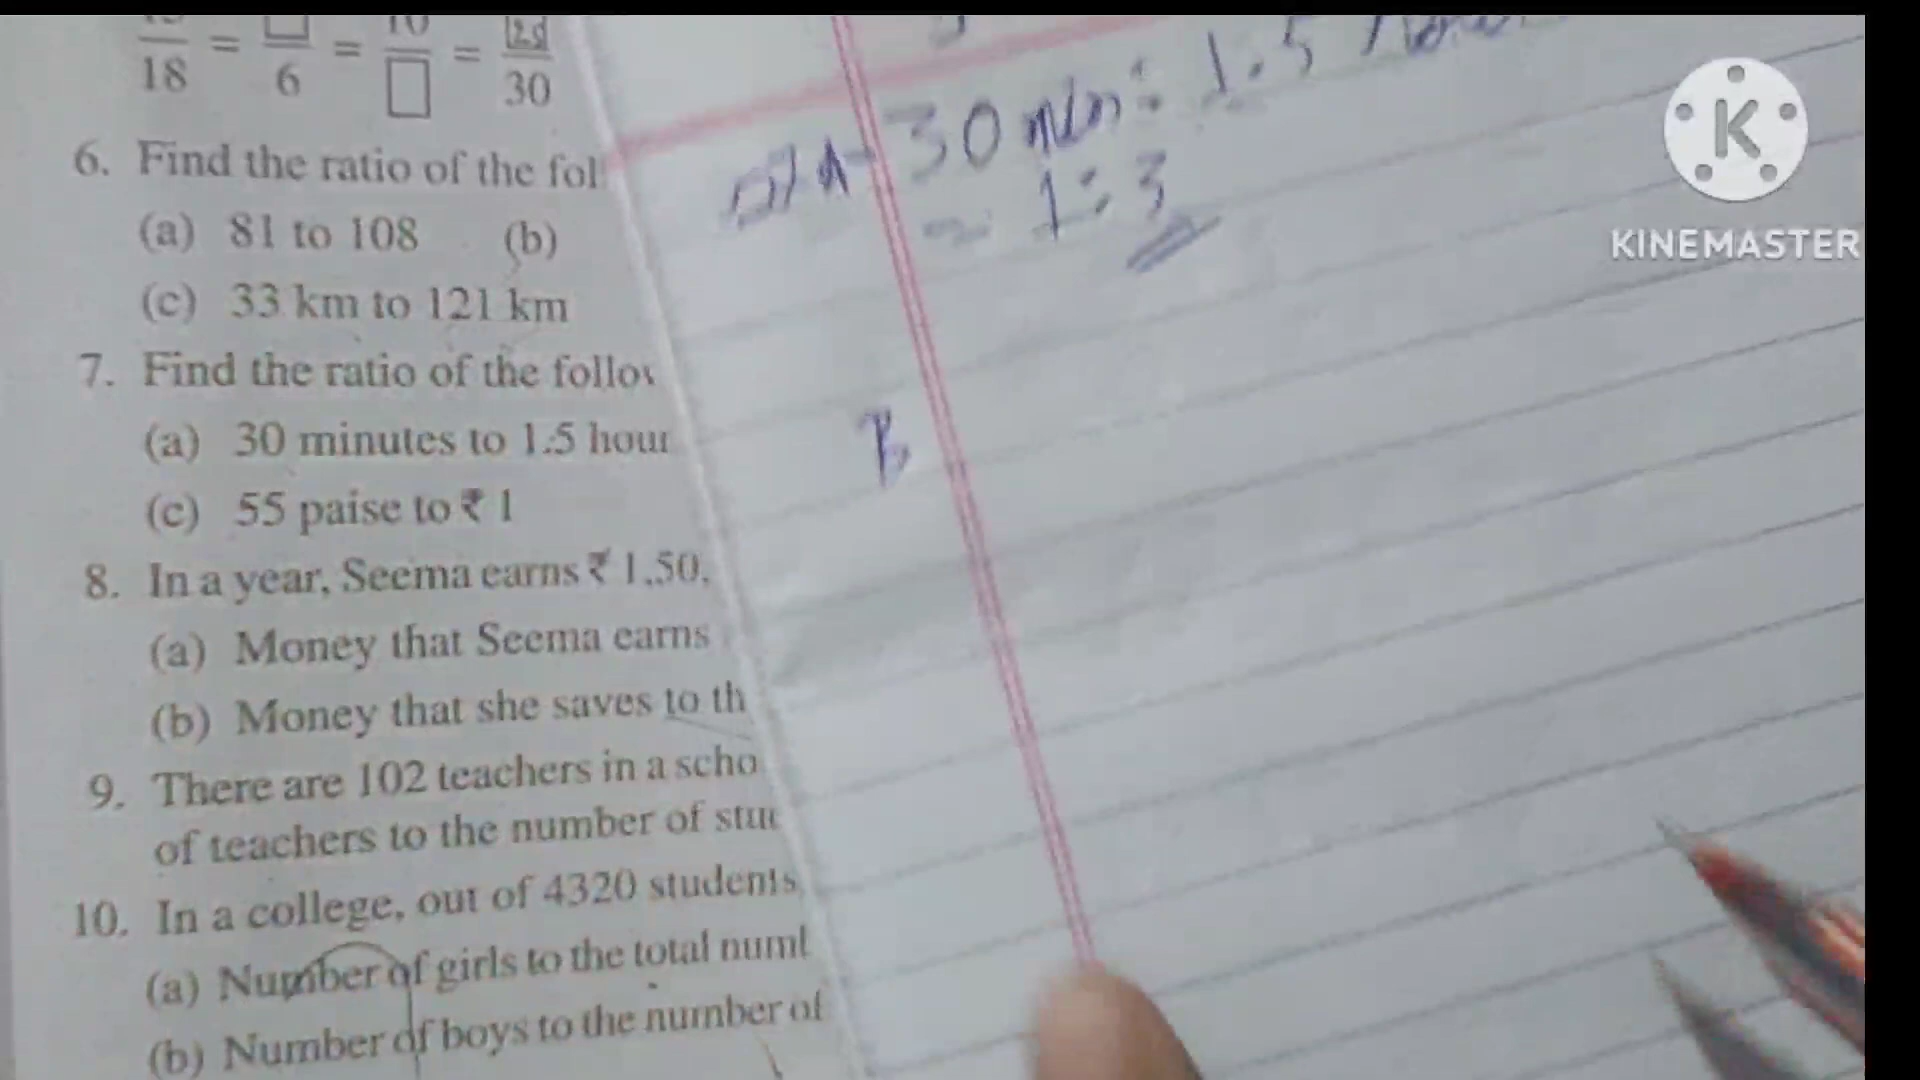 18 = 6 = 10 = 25
30
6. Find the ratio of the fol
(a) 81 to 108 (b)
(c) 33 km to 121 km
7. Find the ratio of the follow
(a) 30 minutes to 1.5 hour
(c) 55 paise to ₹ 1
8. In a year, Seema earns ₹ 1,50,
(a) Money that Seema earns
(b) Money that she saves to th
9. There are 102 teachers in a scho
of teachers to the number of stu
10. In a college, out of 4320 students,
(a) Number of girls to the total num
(b) Number of boys to the number of
30 min : 1.5
= 1:3
B
K
KINEMASTER